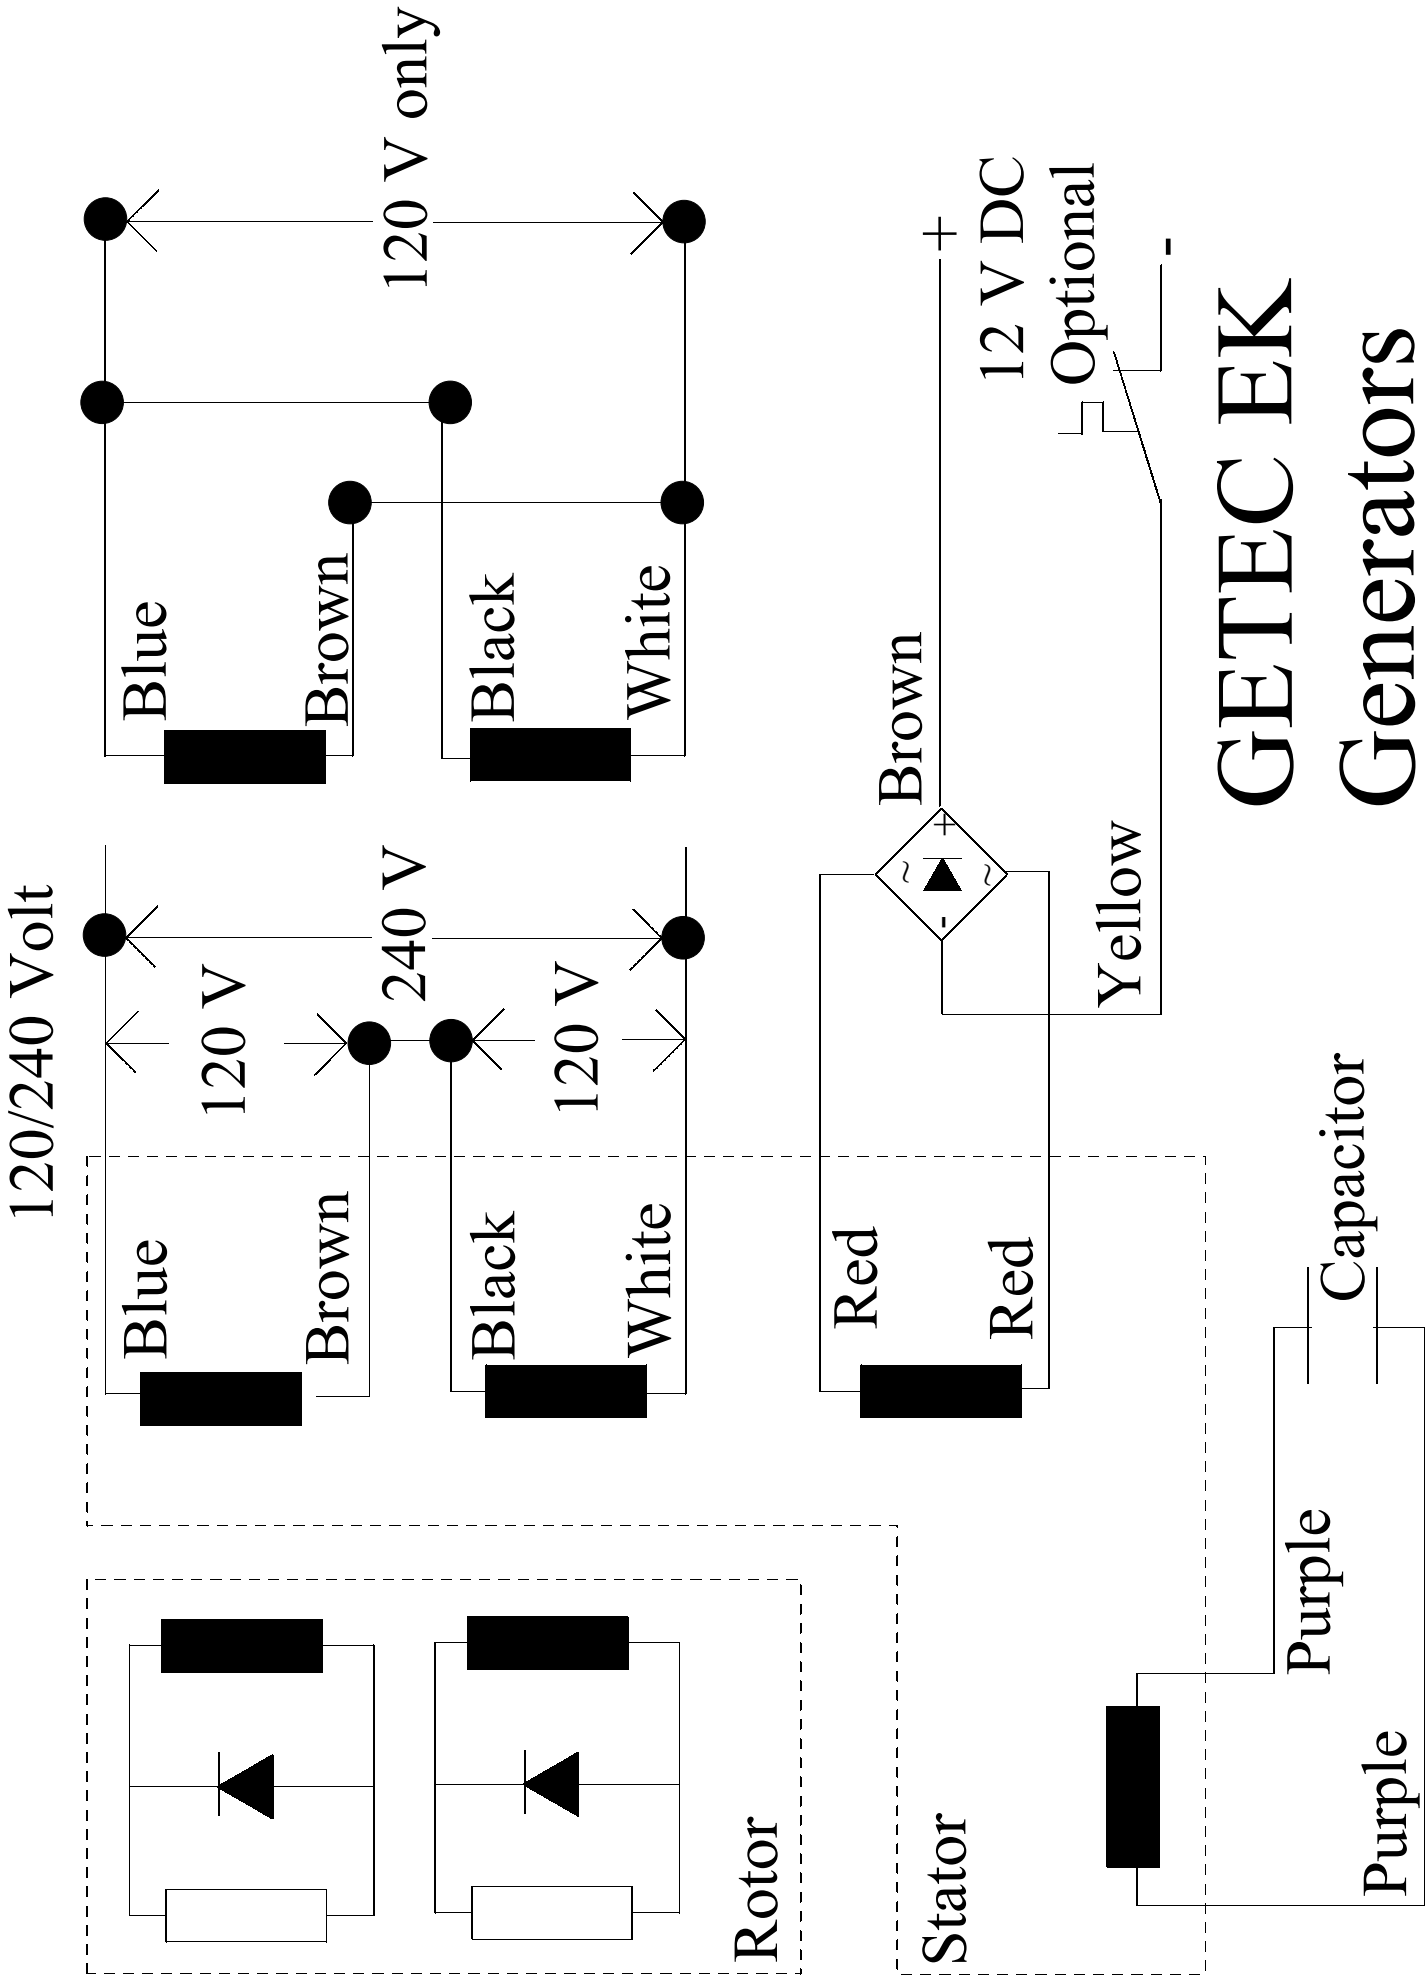 120/240 Volt
Blue
120 V
Brown
240 V
Black
120 V
White
Blue
Brown
120 V only
Black
White
Rotor
Stator
Red
Red
~
+
-
~
Brown
Yellow
+
12 V DC
Optional
-
Purple
Purple
Capacitor
GETEC EK
Generators